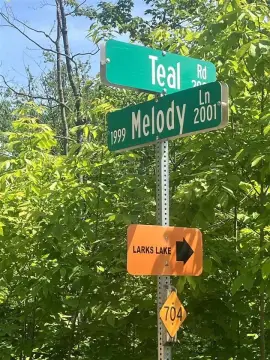 Teal Rd
1999 Melody Ln 2001
LARKS LAKE
704